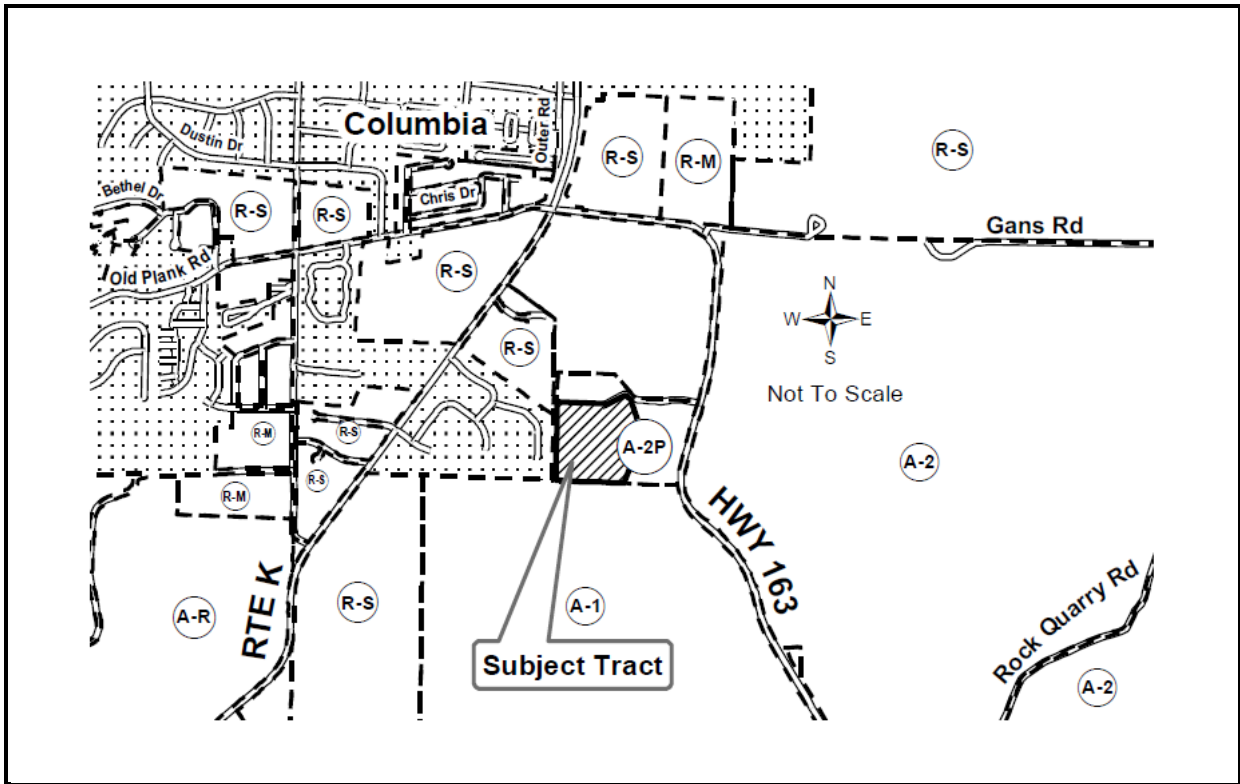 Columbia
Outer Rd
Dustin Dr
R-S
R-M
R-S
Bethel Dr
Chris Dr
R-S
R-S
Gans Rd
Old Plank Rd
R-S
N
W E
S
R-S
Not To Scale
R-M
R-S
A-2P
A-2
R-S
R-M
HWY 163
A-R
RTE K
R-S
A-1
Rock Quarry Rd
Subject Tract
A-2